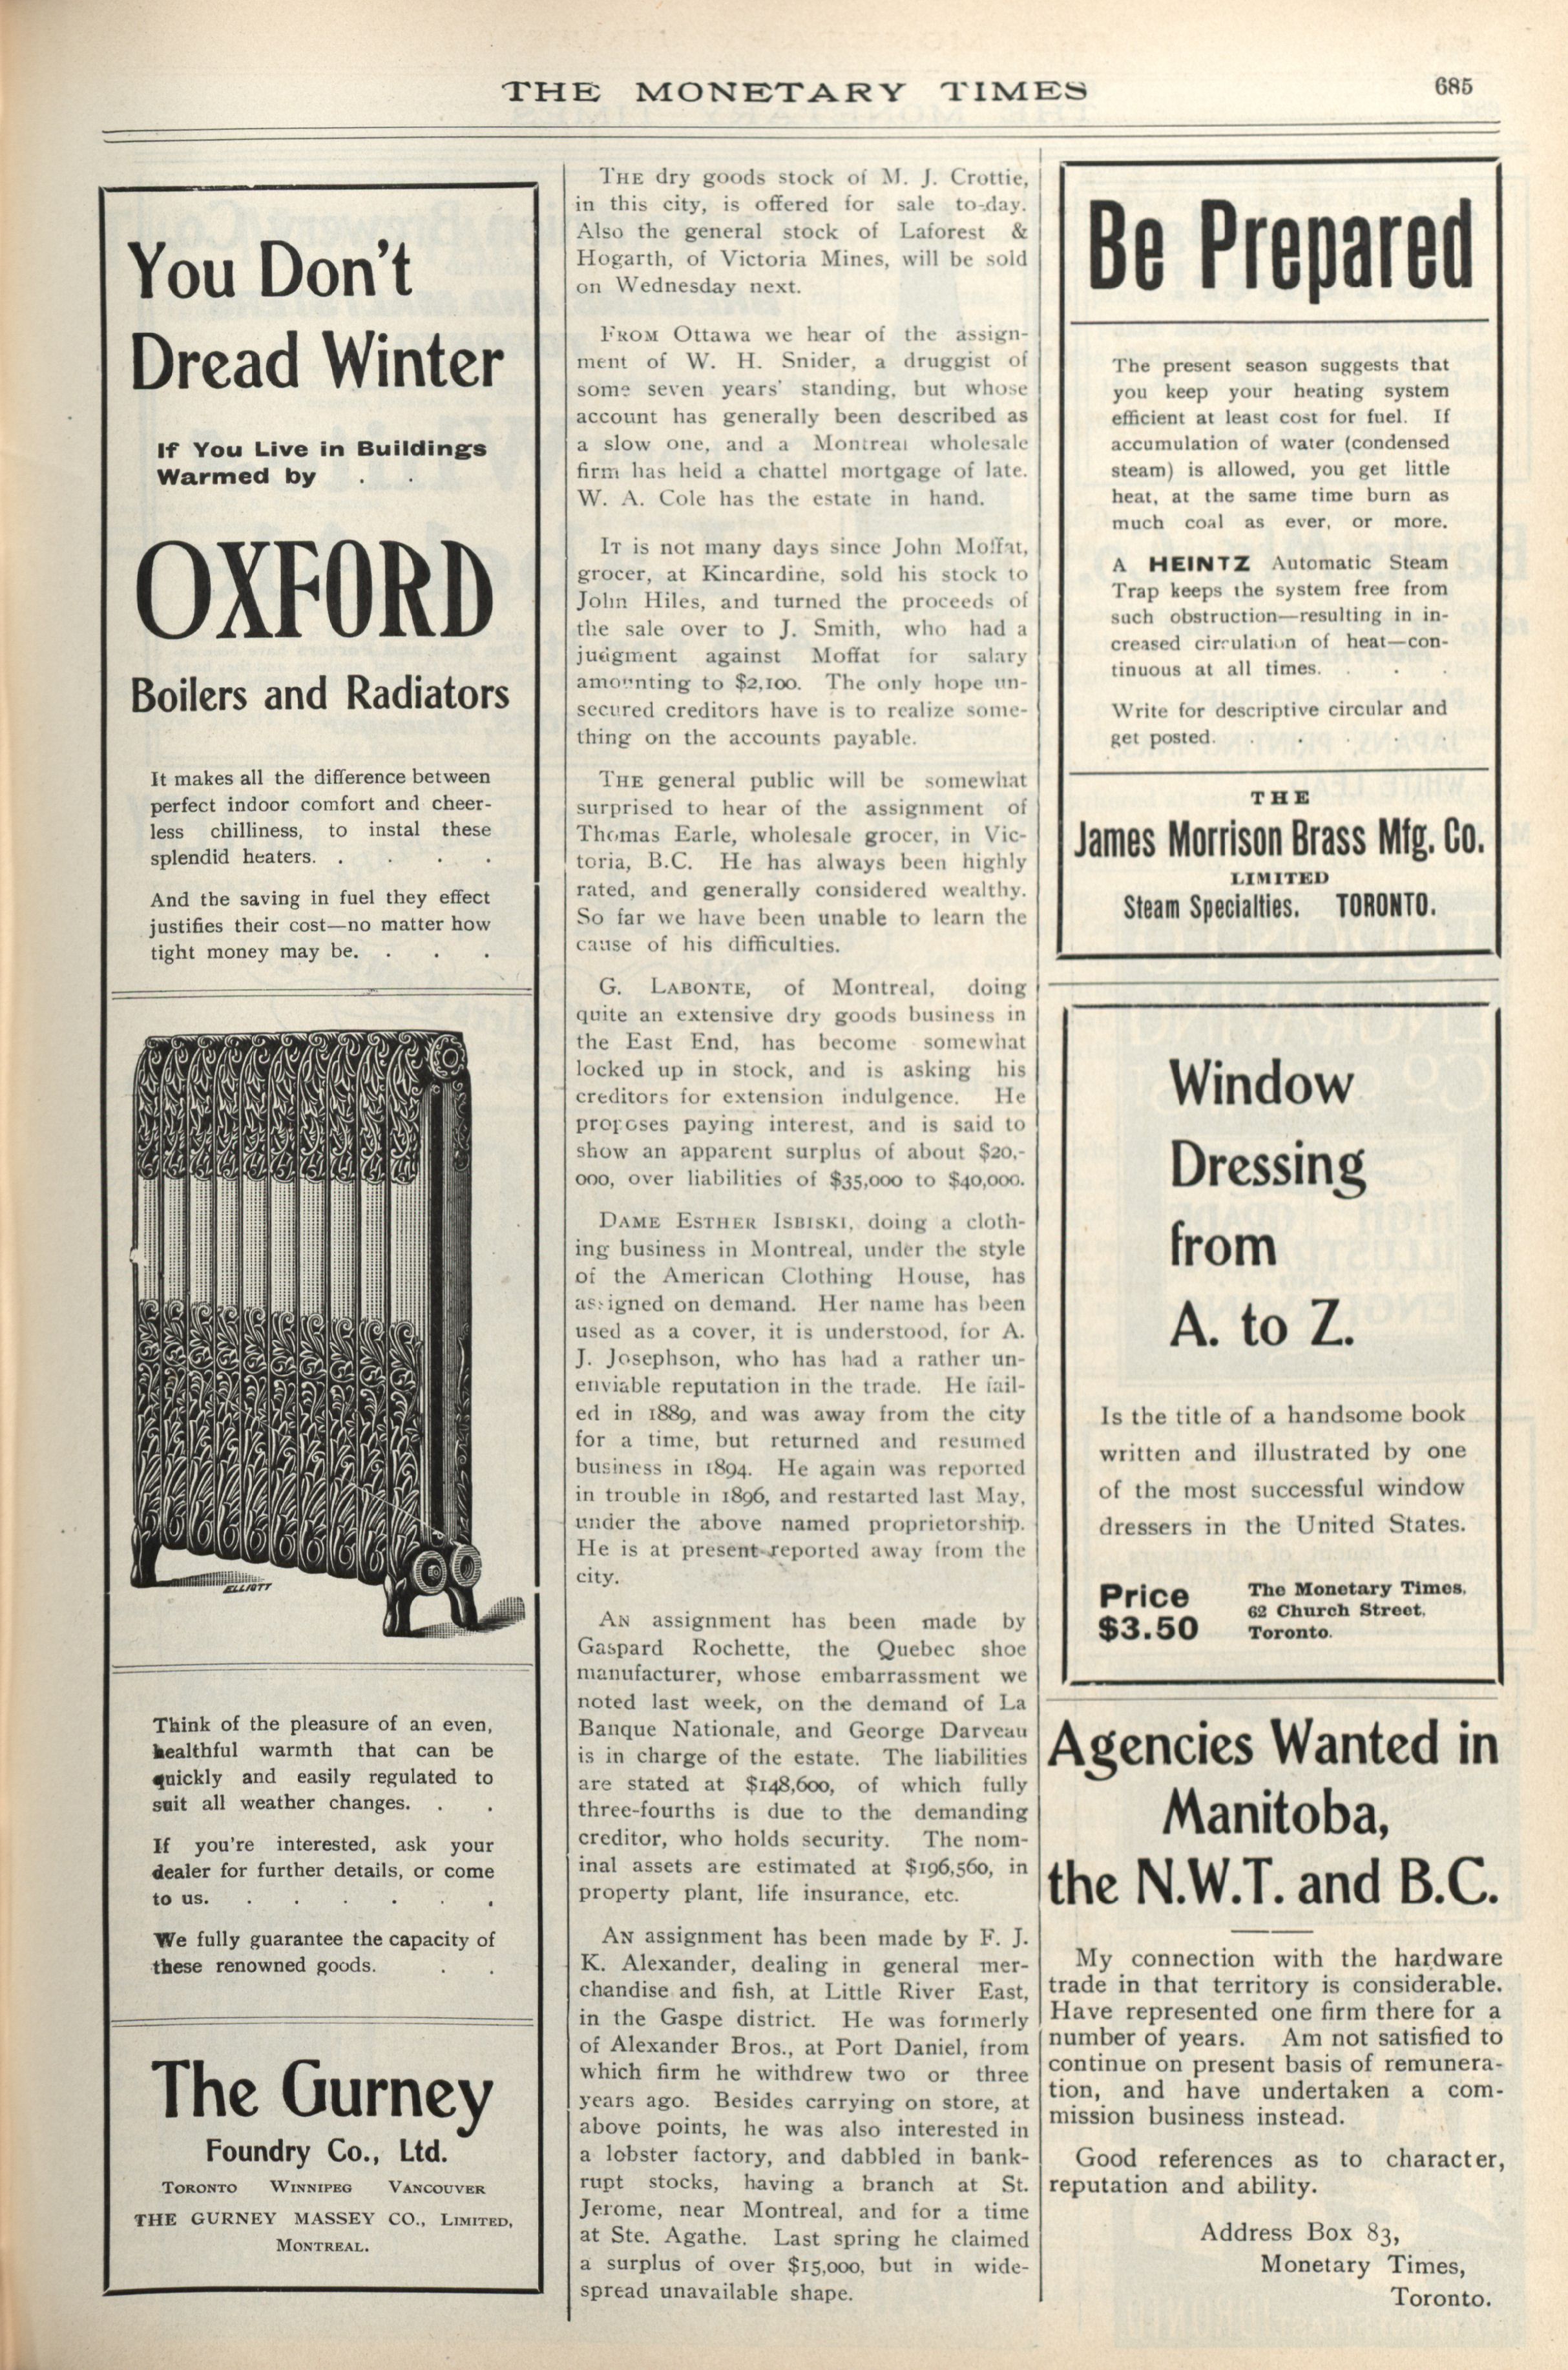 THE MONETARY TIMES
685
You Don't
Dread Winter
If You Live in Buildings
Warmed by . .
OXFORD
Boilers and Radiators
It makes all the difference between
perfect indoor comfort and cheer-
less chilliness, to instal these
splendid heaters. . . . .
And the saving in fuel they effect
justifies their cost—no matter how
tight money may be. . . .
ELLIOTT
Think of the pleasure of an even,
healthful warmth that can be
quickly and easily regulated to
suit all weather changes. . .
If you're interested, ask your
dealer for further details, or come
to us. . . . . . .
We fully guarantee the capacity of
these renowned goods. . .
The Gurney
Foundry Co., Ltd.
TORONTO WINNIPEG VANCOUVER
THE GURNEY MASSEY CO., LIMITED,
MONTREAL.
THE dry goods stock of M. J. Crottie,
in this city, is offered for sale to-day.
Also the general stock of Laforest &
Hogarth, of Victoria Mines, will be sold
on Wednesday next.
FROM Ottawa we hear of the assign-
ment of W. H. Snider, a druggist of
some seven years' standing, but whose
account has generally been described as
a slow one, and a Montreal wholesale
firm has held a chattel mortgage of late.
W. A. Cole has the estate in hand.
IT is not many days since John Moffat,
grocer, at Kincardine, sold his stock to
John Hiles, and turned the proceeds of
the sale over to J. Smith, who had a
judgment against Moffat for salary
amounting to $2,100. The only hope un-
secured creditors have is to realize some-
thing on the accounts payable.
THE general public will be somewhat
surprised to hear of the assignment of
Thomas Earle, wholesale grocer, in Vic-
toria, B.C. He has always been highly
rated, and generally considered wealthy.
So far we have been unable to learn the
cause of his difficulties.
G. LABONTE, of Montreal, doing
quite an extensive dry goods business in
the East End, has become somewhat
locked up in stock, and is asking his
creditors for extension indulgence. He
proposes paying interest, and is said to
show an apparent surplus of about $20,-
000, over liabilities of $35,000 to $40,000.
DAME ESTHER ISBISKI, doing a cloth-
ing business in Montreal, under the style
of the American Clothing House, has
assigned on demand. Her name has been
used as a cover, it is understood, for A.
J. Josephson, who has had a rather un-
enviable reputation in the trade. He fail-
ed in 1889, and was away from the city
for a time, but returned and resumed
business in 1894. He again was reported
in trouble in 1896, and restarted last May,
under the above named proprietorship.
He is at present reported away from the
city.
AN assignment has been made by
Gaspard Rochette, the Quebec shoe
manufacturer, whose embarrassment we
noted last week, on the demand of La
Banque Nationale, and George Darveau
is in charge of the estate. The liabilities
are stated at $148,600, of which fully
three-fourths is due to the demanding
creditor, who holds security. The nom-
inal assets are estimated at $196,560, in
property plant, life insurance, etc.
AN assignment has been made by F. J.
K. Alexander, dealing in general mer-
chandise and fish, at Little River East,
in the Gaspe district. He was formerly
of Alexander Bros., at Port Daniel, from
which firm he withdrew two or three
years ago. Besides carrying on store, at
above points, he was also interested in
a lobster factory, and dabbled in bank-
rupt stocks, having a branch at St.
Jerome, near Montreal, and for a time
at Ste. Agathe. Last spring he claimed
a surplus of over $15,000, but in wide-
spread unavailable shape.
Be Prepared
The present season suggests that
you keep your heating system
efficient at least cost for fuel. If
accumulation of water (condensed
steam) is allowed, you get little
heat, at the same time burn as
much coal as ever, or more.
A HEINTZ Automatic Steam
Trap keeps the system free from
such obstruction—resulting in in-
creased circulation of heat—con-
tinuous at all times. . . .
Write for descriptive circular and
get posted. . . . . .
THE
James Morrison Brass Mfg. Co.
LIMITED
Steam Specialties. TORONTO.
Window
Dressing
from
A. to Z.
Is the title of a handsome book
written and illustrated by one
of the most successful window
dressers in the United States.
Price
$3.50
The Monetary Times,
62 Church Street,
Toronto.
Agencies Wanted in
Manitoba,
the N.W.T. and B.C.
My connection with the hardware
trade in that territory is considerable.
Have represented one firm there for a
number of years. Am not satisfied to
continue on present basis of remunera-
tion, and have undertaken a com-
mission business instead.
Good references as to character,
reputation and ability.
Address Box 83,
Monetary Times,
Toronto.